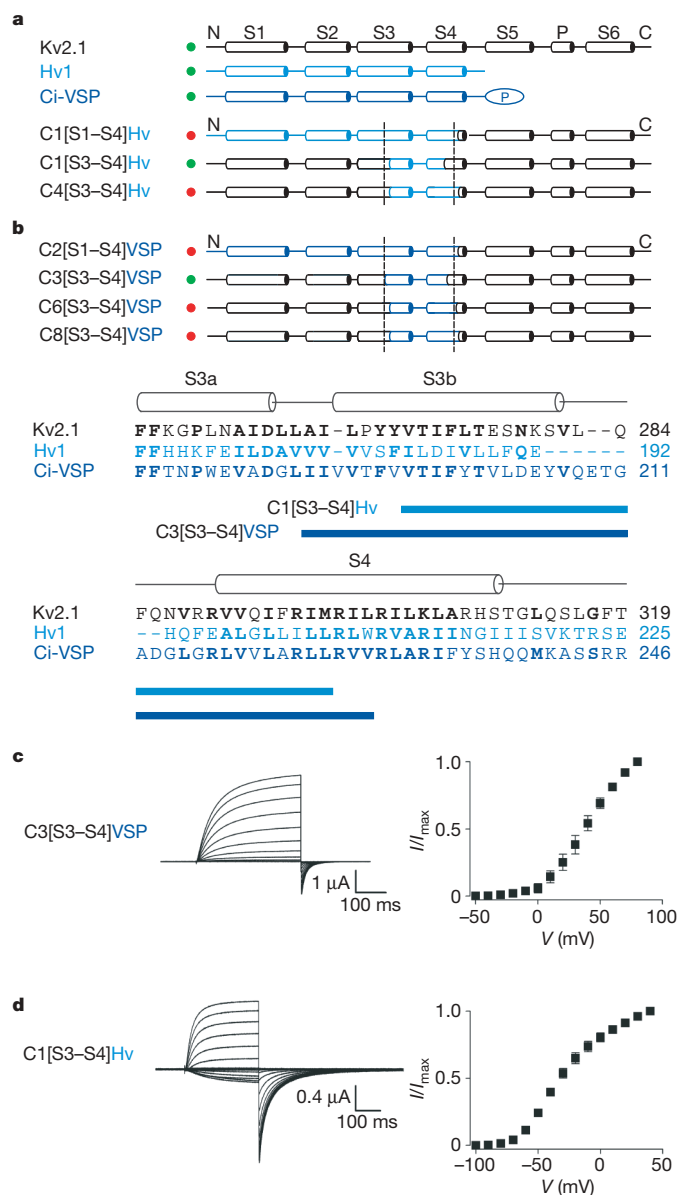 a
N S1 S2 S3 S4 S5 P S6 C
Kv2.1
Hv1
Ci-VSP P
N C
C1[S1–S4]Hv
C1[S3–S4]Hv
C4[S3–S4]Hv
b
N C
C2[S1–S4]VSP
C3[S3–S4]VSP
C6[S3–S4]VSP
C8[S3–S4]VSP
S3a S3b
Kv2.1 FFKGPLNAIDLLAI-LPYYVTIFLTESNKSVL--Q 284
Hv1 FFHHKFEILDAVVV-VVSFILDIVLLFQE------ 192
Ci-VSP FFTNPWEVADGLIIVVTFVVTIFYTVLDEYVQETG 211
C1[S3–S4]Hv
C3[S3–S4]VSP
S4
Kv2.1 FQNVRRVVQIFRIMRILRILKLARHSTGLQSLGFT 319
Hv1 --HQFEALGLLILLRLWRVARIINGIIISVKTRSE 225
Ci-VSP ADGLGRLVVLARLLRVVRLARIFYSHQQMKASSRR 246
c
C3[S3–S4]VSP
1 µA
100 ms
I/Imax
1.0
0.5
0
–50 0 50 100
V (mV)
d
C1[S3–S4]Hv
0.4 µA
100 ms
I/Imax
1.0
0.5
0
–100 –50 0 50
V (mV)